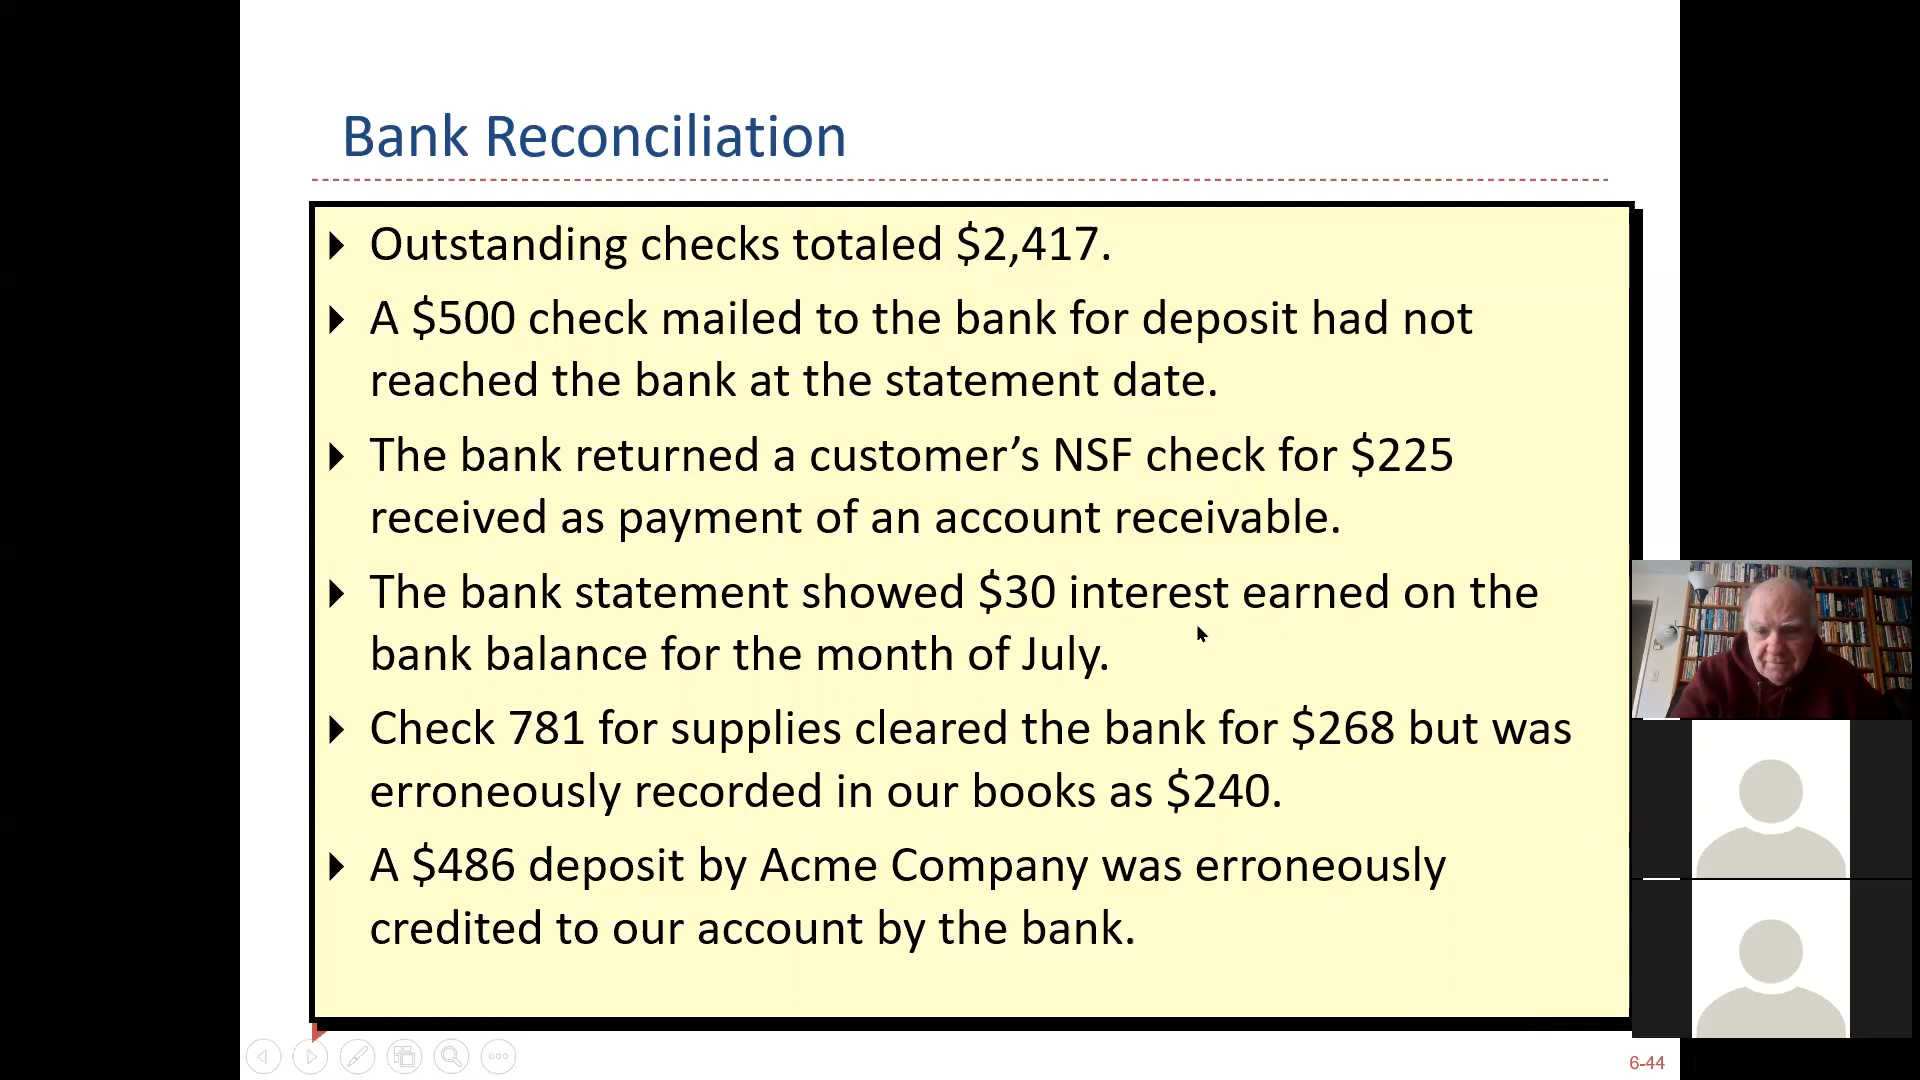 Bank Reconciliation
Outstanding checks totaled $2,417.
A $500 check mailed to the bank for deposit had not
reached the bank at the statement date.
The bank returned a customer’s NSF check for $225
received as payment of an account receivable.
The bank statement showed $30 interest earned on the
bank balance for the month of July.
Check 781 for supplies cleared the bank for $268 but was
erroneously recorded in our books as $240.
A $486 deposit by Acme Company was erroneously
credited to our account by the bank.
6-44